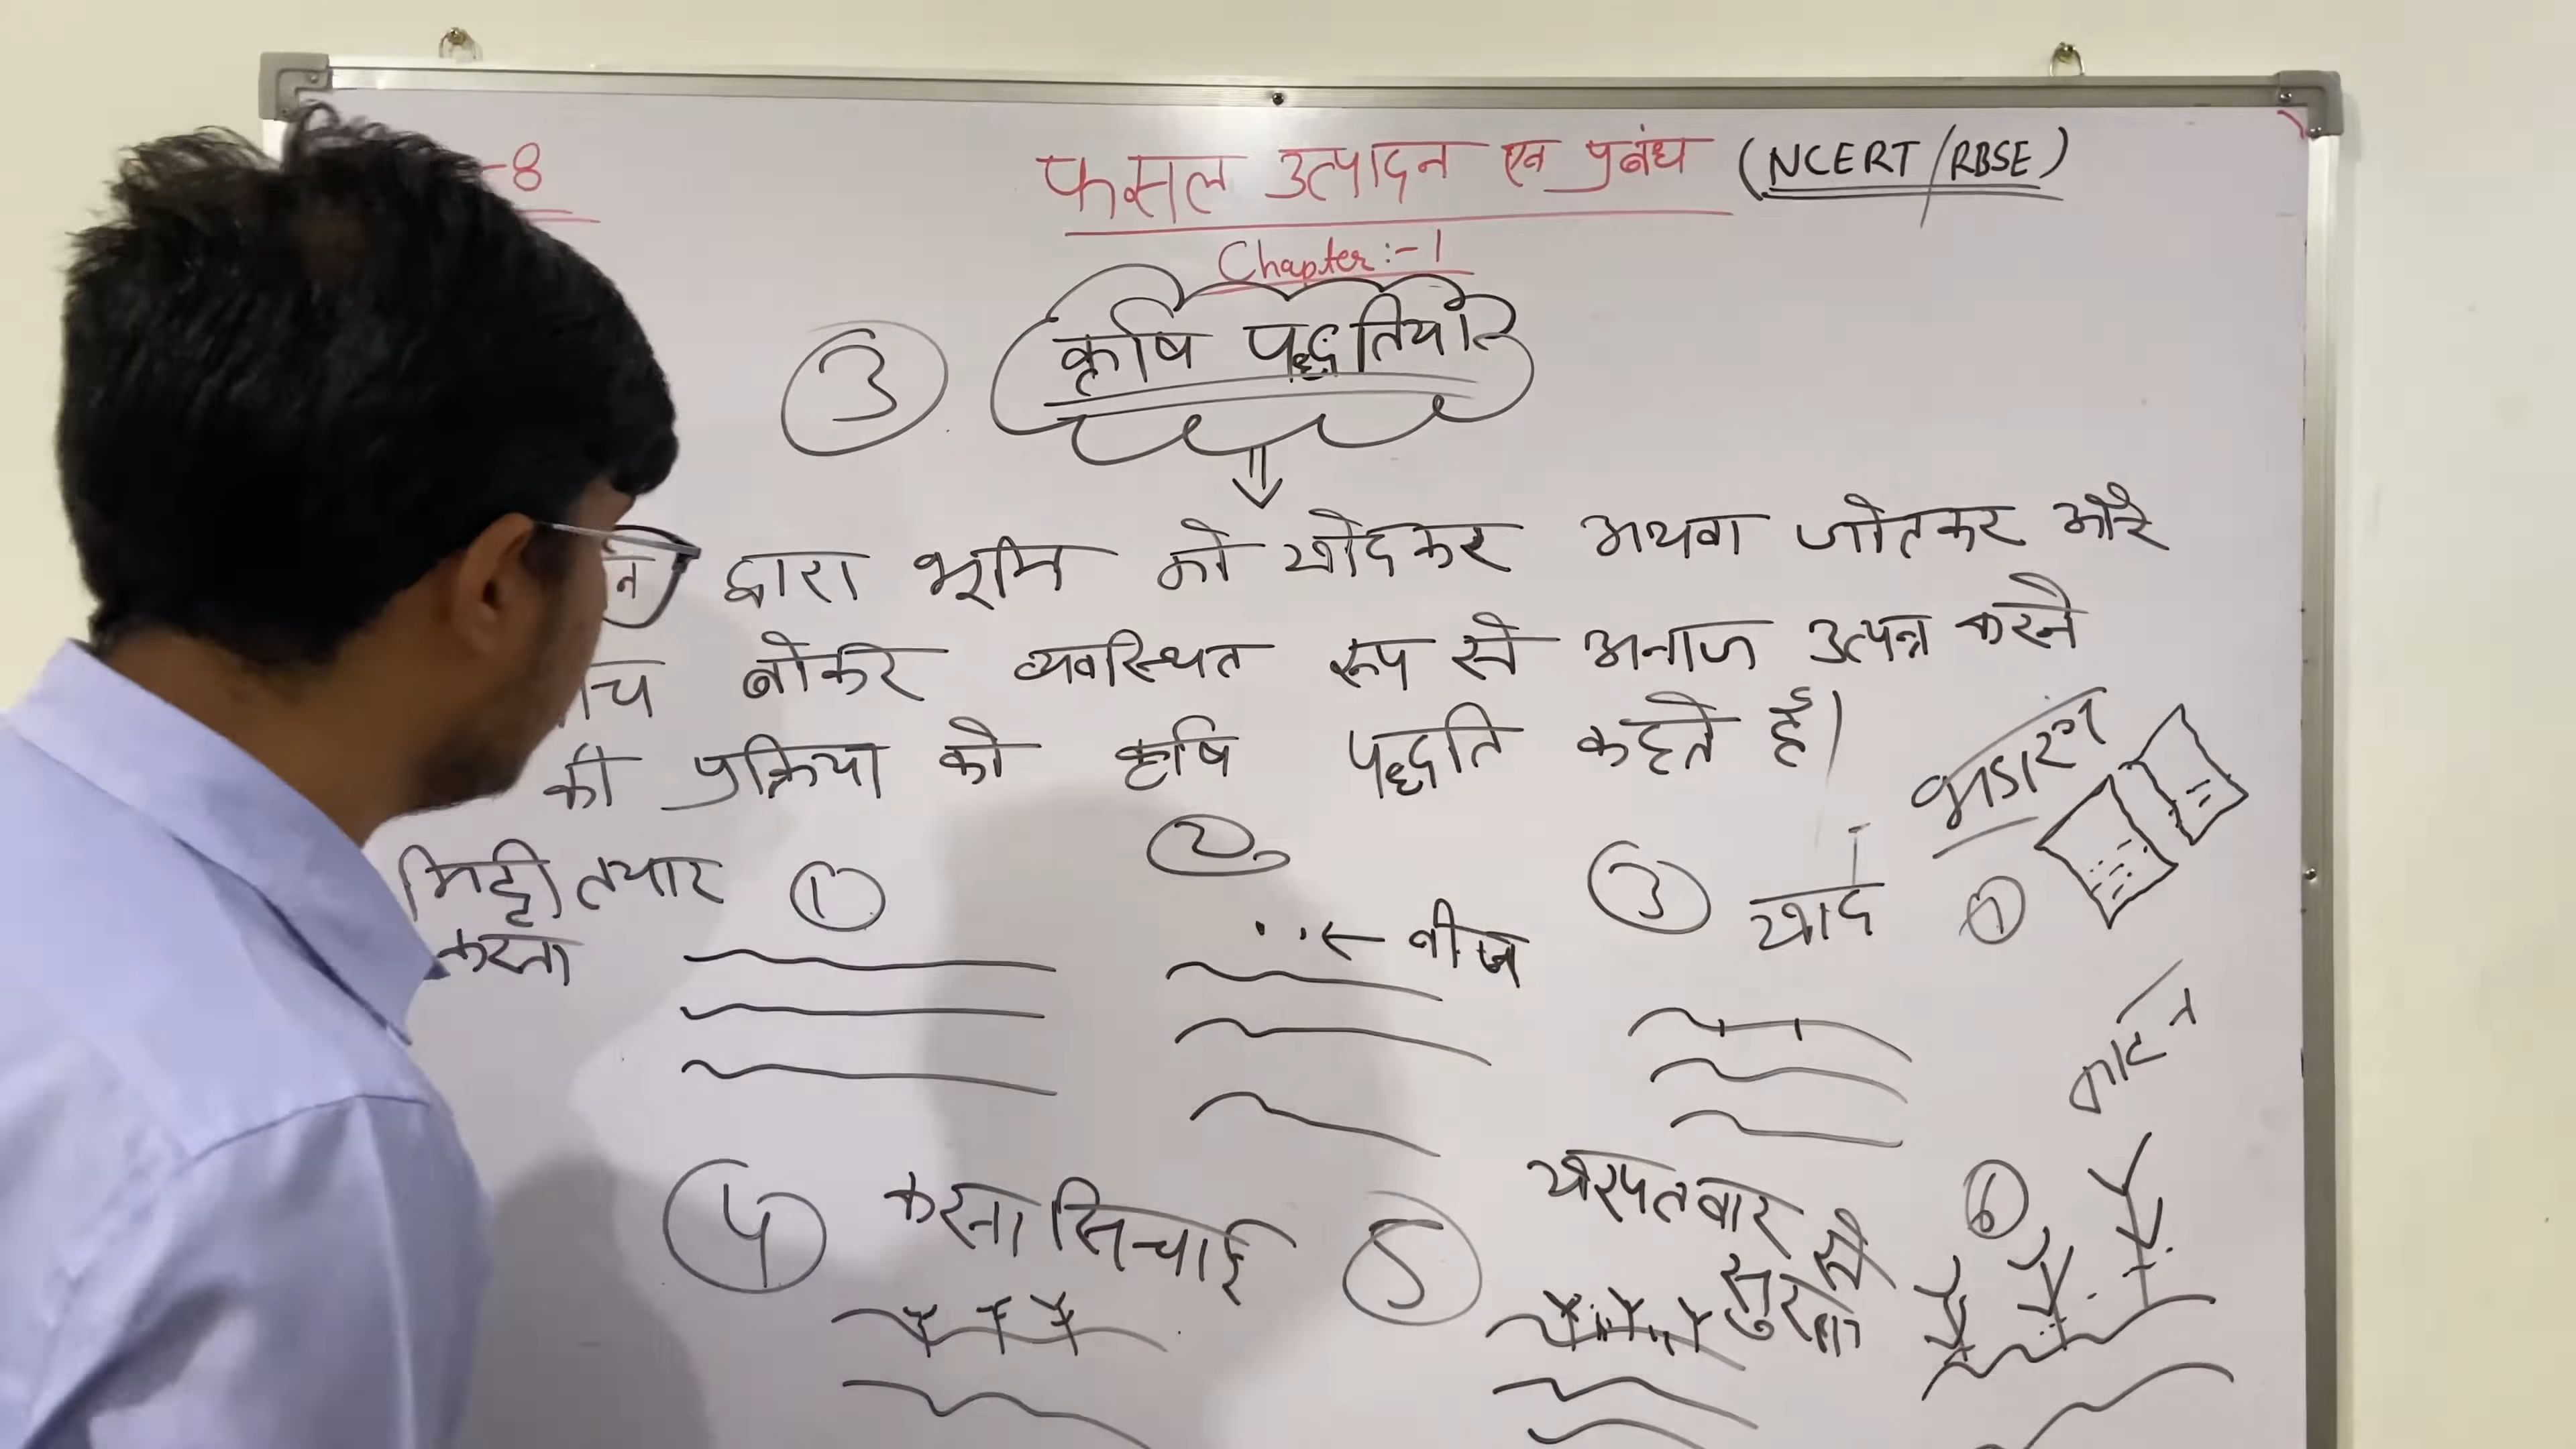 -8
फसल उत्पादन एवं प्रबंध (NCERT/RBSE)
Chapter:-1
③ कृषि पद्धतियाँ
द्वारा भूमि को खोदकर अथवा जोतकर और
बोकर व्यवस्थित रूप से अनाज उत्पन्न करने
की प्रक्रिया को कृषि पद्धति कहते है।
मिट्टी तयार करना ①
② बीज
③ खाद
④ करना सिचाई
⑤ खरपतवार से सुरक्षा
⑥
⑦ भडारण